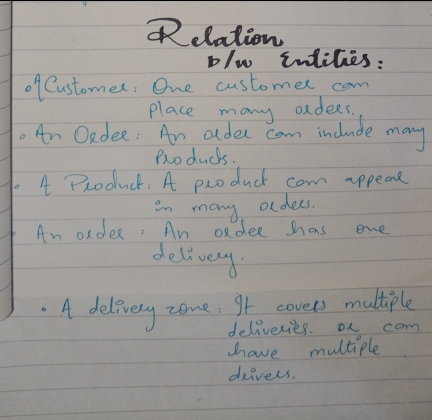 Relation
b/w Entities:
A Customer: One customer can
place many orders.
An Order: An order can include many
Products.
A Product: A product can appear
in many orders.
An order: An order has one
delivery.
A delivery zone: It covers multiple
deliveries. or can
have multiple
drivers.